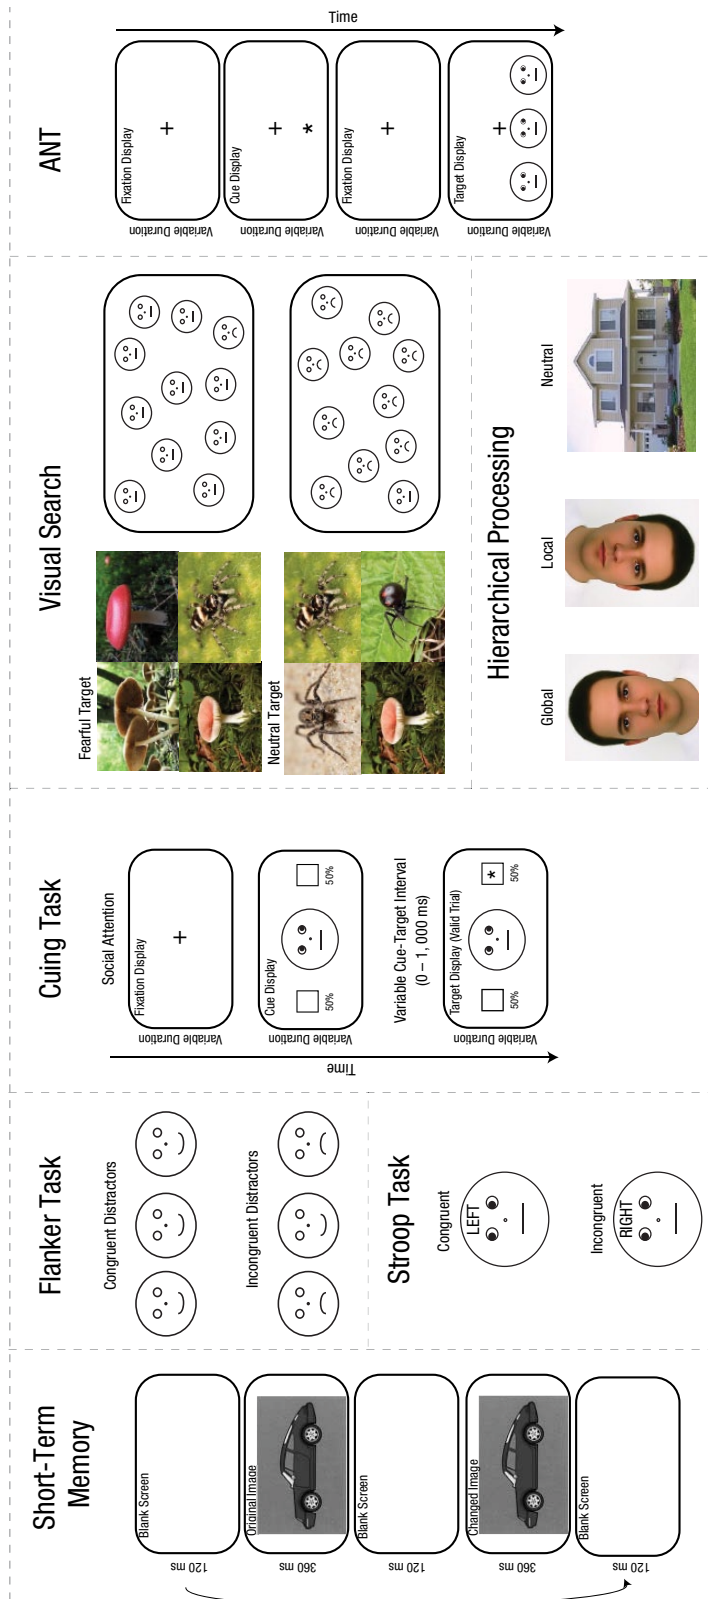 Short-Term
Memory
Blank Screen
120 ms
Original Image
360 ms
Blank Screen
120 ms
Changed Image
360 ms
Blank Screen
120 ms
Flanker Task
Congruent Distractors
Incongruent Distractors
Stroop Task
Congruent
LEFT
Incongruent
RIGHT
Cuing Task
Social Attention
Fixation Display
+
Variable Duration
Cue Display
50%
50%
Variable Duration
Variable Cue-Target Interval
(0 – 1, 000 ms)
Target Display (Valid Trial)
*
50%
50%
Variable Duration
Time
Visual Search
Fearful Target
Neutral Target
Hierarchical Processing
Global
Local
Neutral
ANT
Fixation Display
+
Variable Duration
Cue Display
+
*
Variable Duration
Fixation Display
+
Variable Duration
Target Display
+
Variable Duration
Time